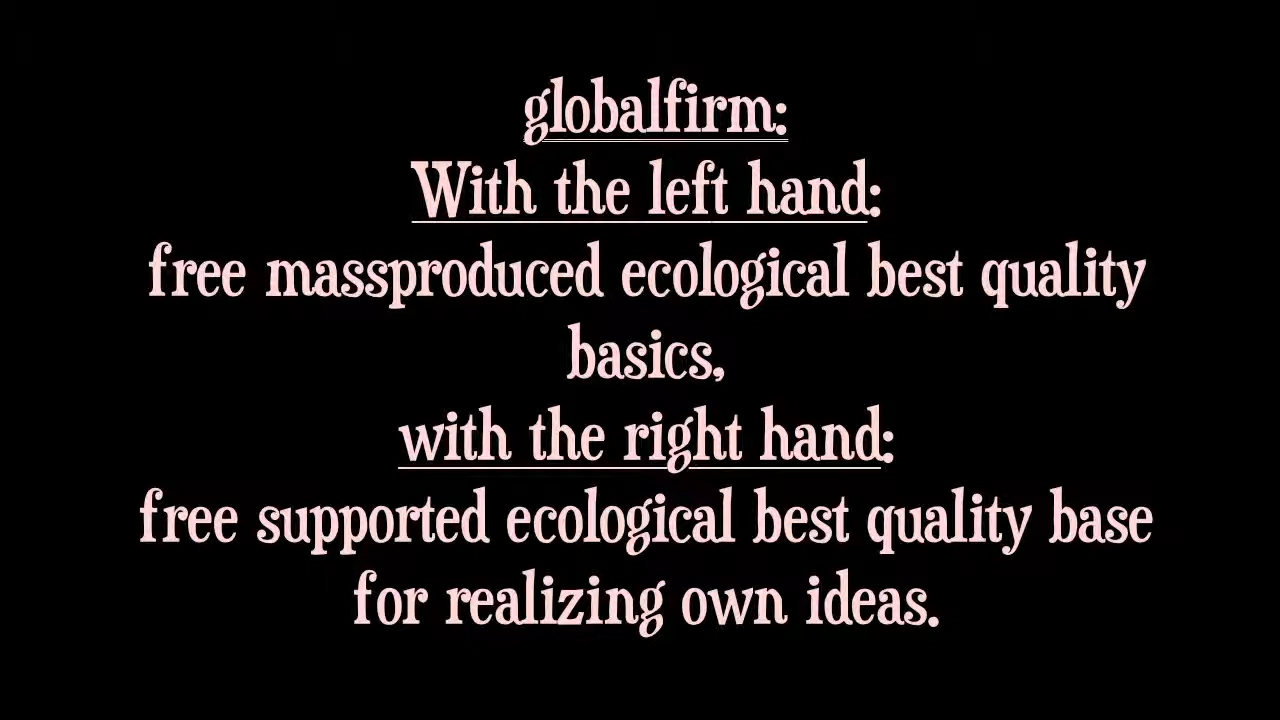 globalfirm:
With the left hand:
free massproduced ecological best quality
basics,
with the right hand:
free supported ecological best quality base
for realizing own ideas.